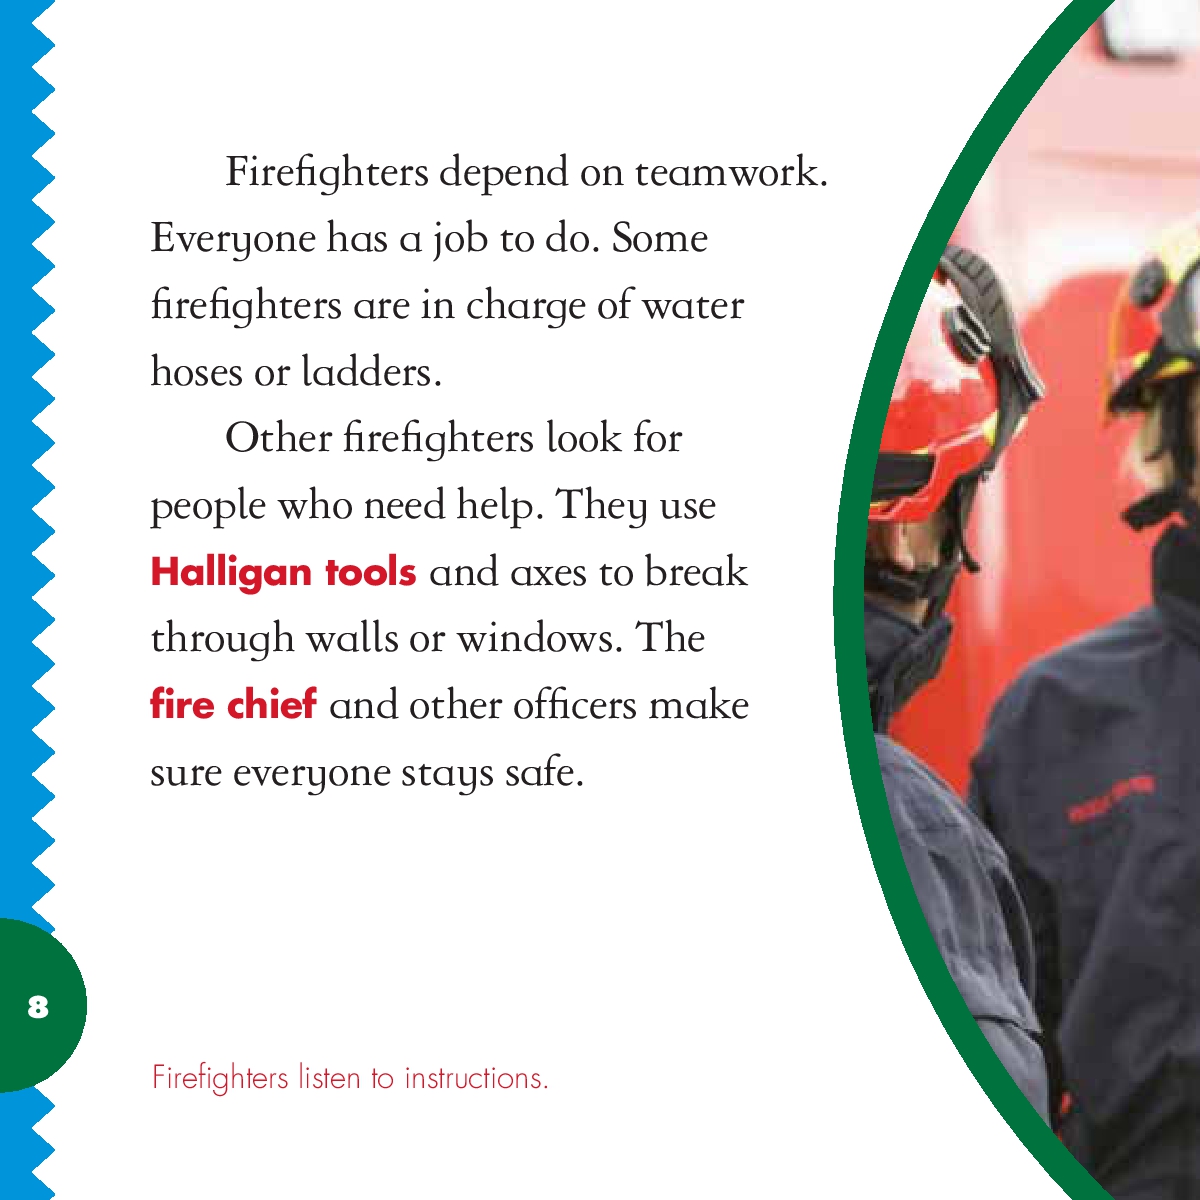 Firefighters depend on teamwork.
Everyone has a job to do. Some
firefighters are in charge of water
hoses or ladders.
Other firefighters look for
people who need help. They use
Halligan tools and axes to break
through walls or windows. The
fire chief and other officers make
sure everyone stays safe.
8
Firefighters listen to instructions.